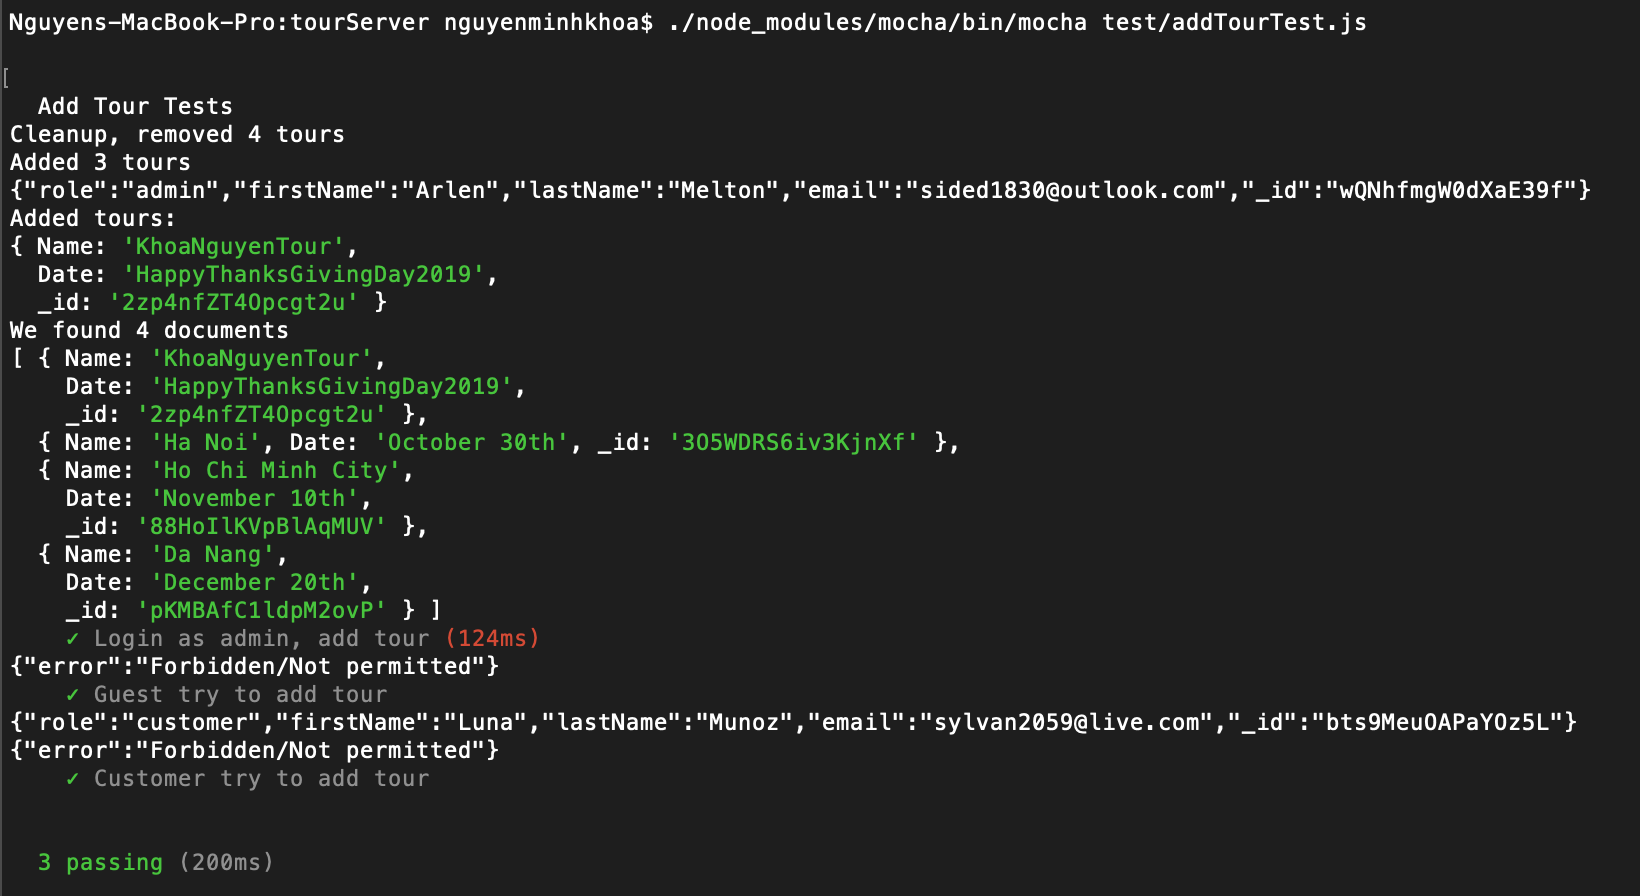 Nguyens-MacBook-Pro:tourServer nguyenminhkhoa$ ./node_modules/mocha/bin/mocha test/addTourTest.js
[
  Add Tour Tests
Cleanup, removed 4 tours
Added 3 tours
{"role":"admin","firstName":"Arlen","lastName":"Melton","email":"sided1830@outlook.com","_id":"wQNhfmgW0dXaE39f"}
Added tours:
{ Name: 'KhoaNguyenTour',
  Date: 'HappyThanksGivingDay2019',
  _id: '2zp4nfZT4Opcgt2u' }
We found 4 documents
[ { Name: 'KhoaNguyenTour',
    Date: 'HappyThanksGivingDay2019',
    _id: '2zp4nfZT4Opcgt2u' },
  { Name: 'Ha Noi', Date: 'October 30th', _id: '3O5WDRS6iv3KjnXf' },
  { Name: 'Ho Chi Minh City',
    Date: 'November 10th',
    _id: '88HoIlKVpBlAqMUV' },
  { Name: 'Da Nang',
    Date: 'December 20th',
    _id: 'pKMBAfC1ldpM2ovP' } ]
    ✓ Login as admin, add tour (124ms)
{"error":"Forbidden/Not permitted"}
    ✓ Guest try to add tour
{"role":"customer","firstName":"Luna","lastName":"Munoz","email":"sylvan2059@live.com","_id":"bts9MeuOAPaYOz5L"}
{"error":"Forbidden/Not permitted"}
    ✓ Customer try to add tour
  3 passing (200ms)